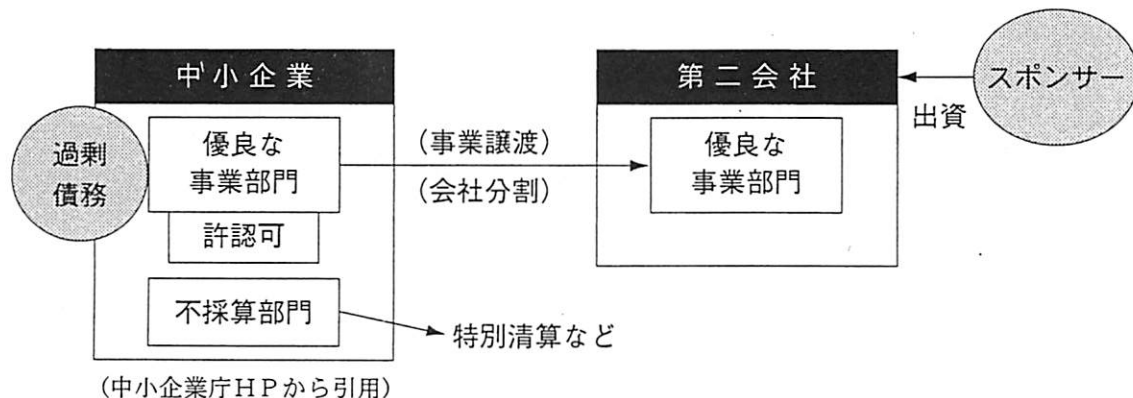 中小企業
第二会社
スポンサー
出資
過剰
債務
優良な
事業部門
許認可
(事業譲渡)
(会社分割)
優良な
事業部門
不採算部門
特別清算など
(中小企業庁HPから引用)